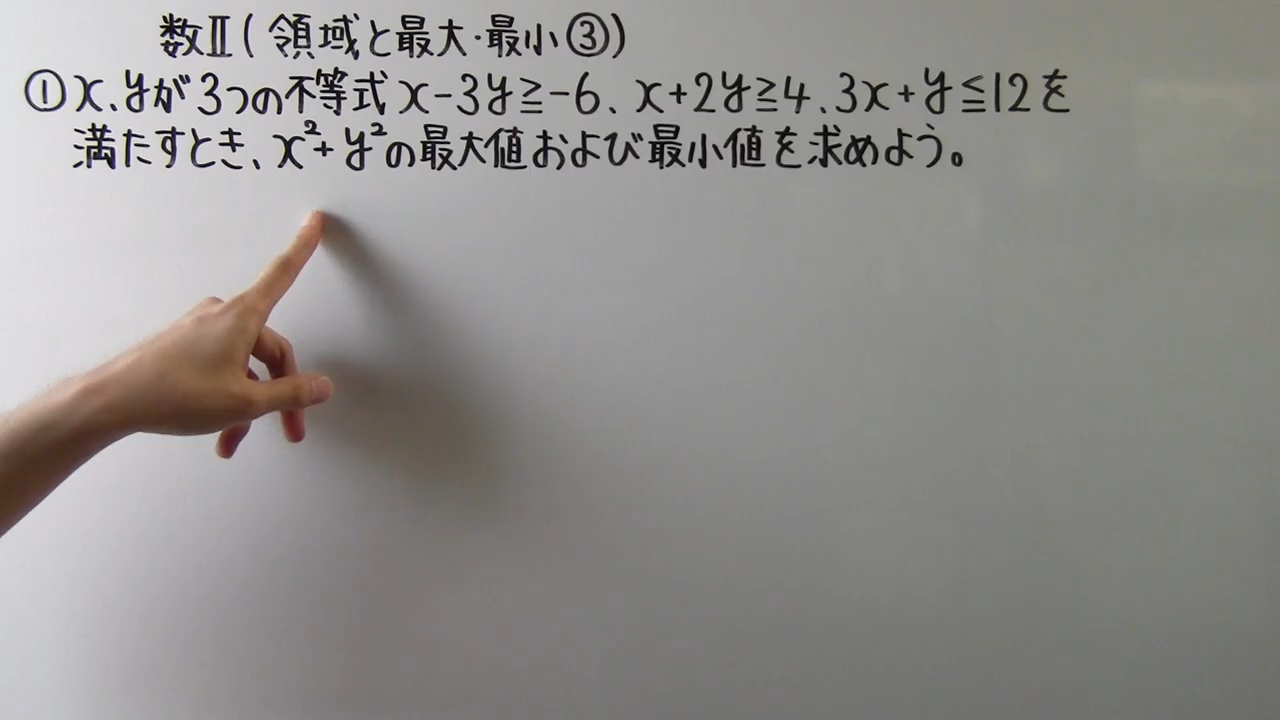 数Ⅱ(領域と最大・最小③)
①x、yが3つの不等式x-3y≧-6、x+2y≧4、3x+y≦12を
満たすとき、x²+y²の最大値および最小値を求めよう。